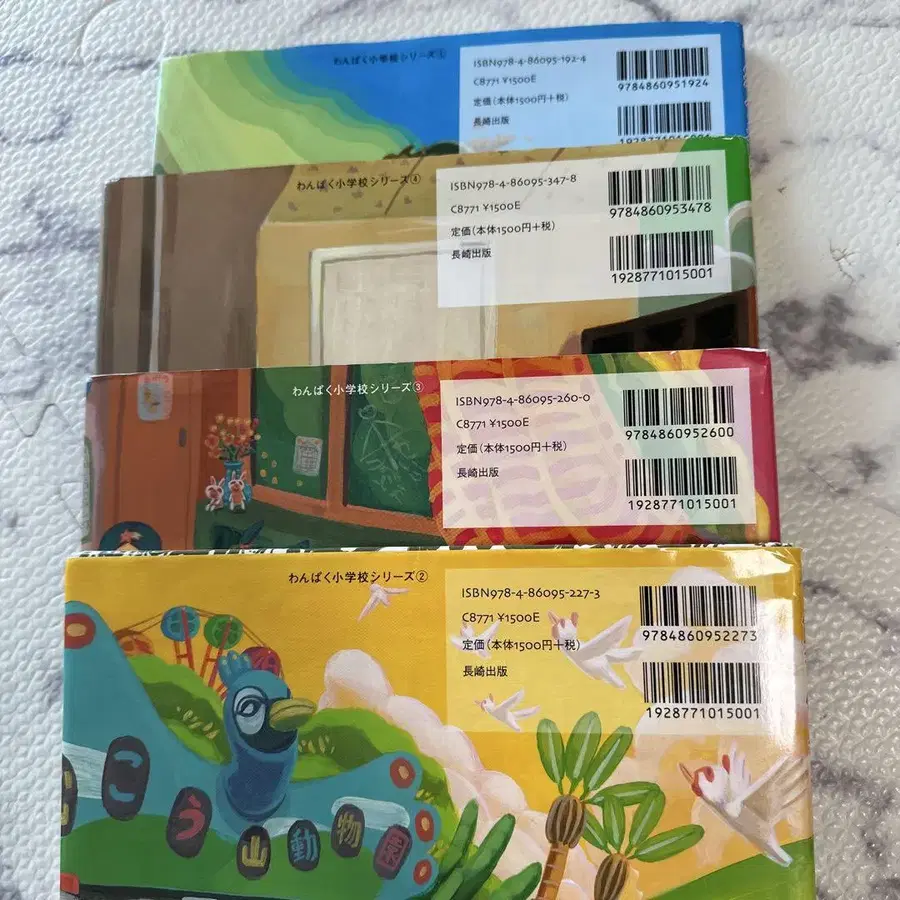 わんぱく小学校シリーズ①
ISBN978-4-86095-192-4
C8771 ¥1500E
定価(本体1500円+税)
長崎出版
9784860951924
1928771015001
わんぱく小学校シリーズ④
ISBN978-4-86095-347-8
C8771 ¥1500E
定価(本体1500円+税)
長崎出版
9784860953478
1928771015001
わんぱく小学校シリーズ③
ISBN978-4-86095-260-0
C8771 ¥1500E
定価(本体1500円+税)
長崎出版
9784860952600
1928771015001
わんぱく小学校シリーズ②
ISBN978-4-86095-227-3
C8771 ¥1500E
定価(本体1500円+税)
長崎出版
9784860952273
1928771015001
こう山動物園